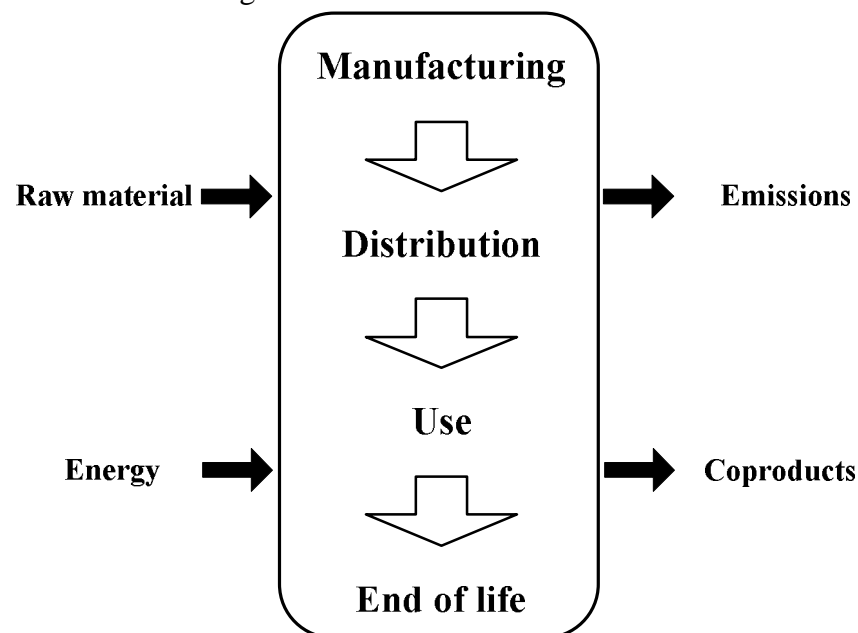 Manufacturing
Raw material
Emissions
Distribution
Use
Energy
Coproducts
End of life